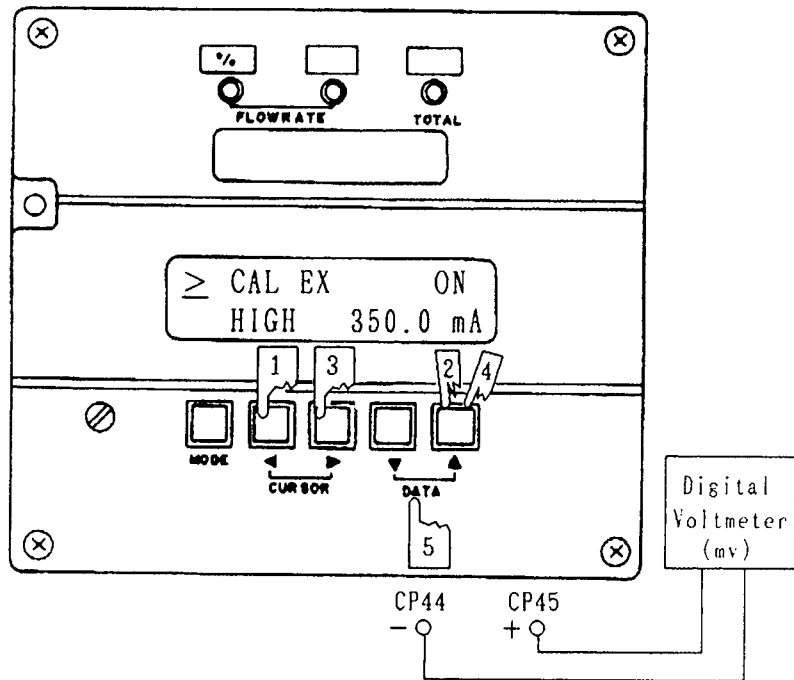 %
FLOWRATE TOTAL
≥ CAL EX ON
HIGH 350.0 mA
1 3 2 4
MODE
CURSOR DATA
5
Digital
Voltmeter
(mv)
CP44 CP45
- +